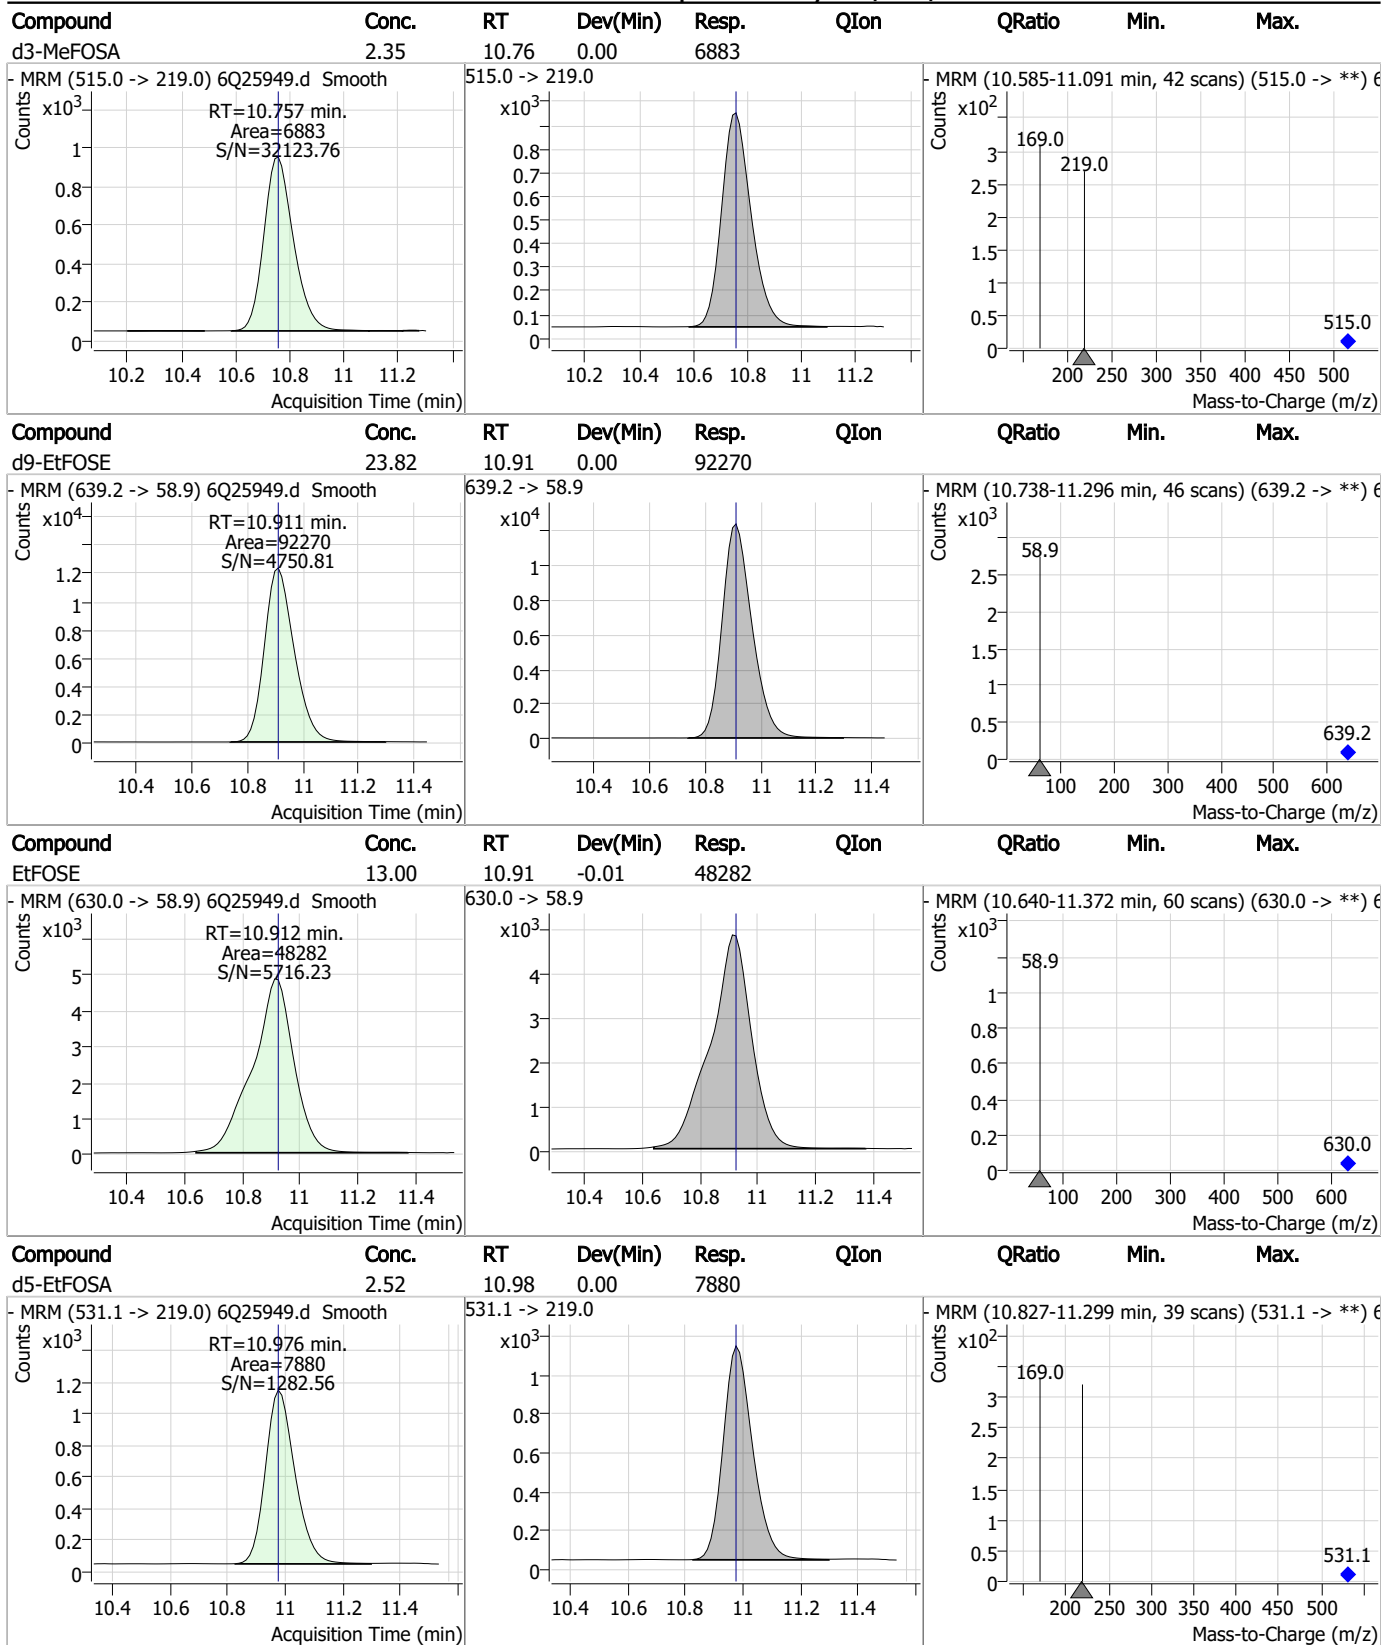 Compound Conc. RT Dev(Min) Resp. QIon QRatio Min. Max.
d3-MeFOSA 2.35 10.76 0.00 6883
- MRM (515.0 -> 219.0) 6Q25949.d Smooth
Counts
x10³
RT=10.757 min.
Area=6883
S/N=32123.76
1
0.8
0.6
0.4
0.2
0
10.2 10.4 10.6 10.8 11 11.2
Acquisition Time (min)
515.0 -> 219.0
x10³
0.8
0.7
0.6
0.5
0.4
0.3
0.2
0.1
0
10.2 10.4 10.6 10.8 11 11.2
- MRM (10.585-11.091 min, 42 scans) (515.0 -> **) 6
Counts
x10²
169.0
219.0
515.0
3
2.5
2
1.5
1
0.5
0
200 250 300 350 400 450 500
Mass-to-Charge (m/z)
Compound Conc. RT Dev(Min) Resp. QIon QRatio Min. Max.
d9-EtFOSE 23.82 10.91 0.00 92270
- MRM (639.2 -> 58.9) 6Q25949.d Smooth
Counts
x10⁴
RT=10.911 min.
Area=92270
S/N=4750.81
1.2
1
0.8
0.6
0.4
0.2
0
10.4 10.6 10.8 11 11.2 11.4
Acquisition Time (min)
639.2 -> 58.9
x10⁴
1
0.8
0.6
0.4
0.2
0
10.4 10.6 10.8 11 11.2 11.4
- MRM (10.738-11.296 min, 46 scans) (639.2 -> **) 6
Counts
x10³
58.9
639.2
2.5
2
1.5
1
0.5
0
100 200 300 400 500 600
Mass-to-Charge (m/z)
Compound Conc. RT Dev(Min) Resp. QIon QRatio Min. Max.
EtFOSE 13.00 10.91 -0.01 48282
- MRM (630.0 -> 58.9) 6Q25949.d Smooth
Counts
x10³
RT=10.912 min.
Area=48282
S/N=5716.23
5
4
3
2
1
0
10.4 10.6 10.8 11 11.2 11.4
Acquisition Time (min)
630.0 -> 58.9
x10³
4
3
2
1
0
10.4 10.6 10.8 11 11.2 11.4
- MRM (10.640-11.372 min, 60 scans) (630.0 -> **) 6
Counts
x10³
58.9
630.0
1
0.8
0.6
0.4
0.2
0
100 200 300 400 500 600
Mass-to-Charge (m/z)
Compound Conc. RT Dev(Min) Resp. QIon QRatio Min. Max.
d5-EtFOSA 2.52 10.98 0.00 7880
- MRM (531.1 -> 219.0) 6Q25949.d Smooth
Counts
x10³
RT=10.976 min.
Area=7880
S/N=1282.56
1.2
1
0.8
0.6
0.4
0.2
0
10.4 10.6 10.8 11 11.2 11.4
Acquisition Time (min)
531.1 -> 219.0
x10³
1
0.8
0.6
0.4
0.2
0
10.4 10.6 10.8 11 11.2 11.4
- MRM (10.827-11.299 min, 39 scans) (531.1 -> **) 6
Counts
x10²
169.0
531.1
3
2.5
2
1.5
1
0.5
0
200 250 300 350 400 450 500
Mass-to-Charge (m/z)